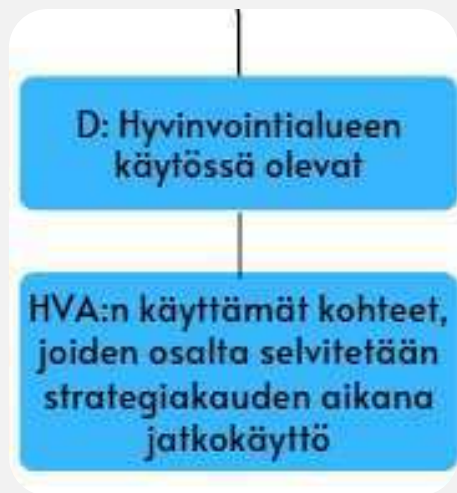 D: Hyvinvointialueen
käytössä olevat
HVA:n käyttämät kohteet,
joiden osalta selvitetään
strategiakauden aikana
jatkokäyttö